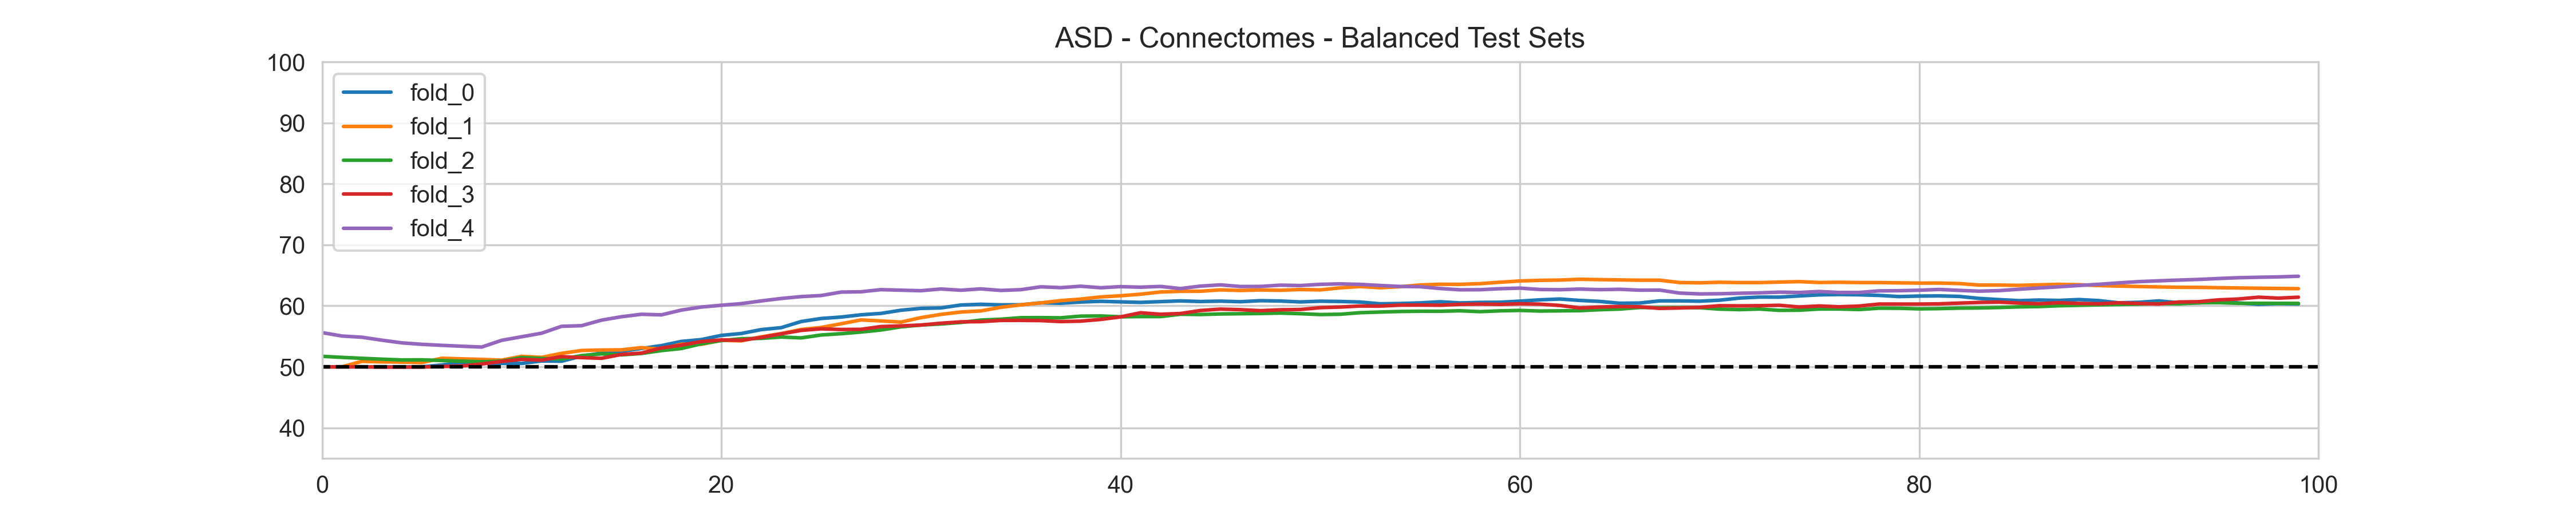 ASD - Connectomes - Balanced Test Sets
100
90
80
70
60
50
40
fold_0
fold_1
fold_2
fold_3
fold_4
0 20 40 60 80 100